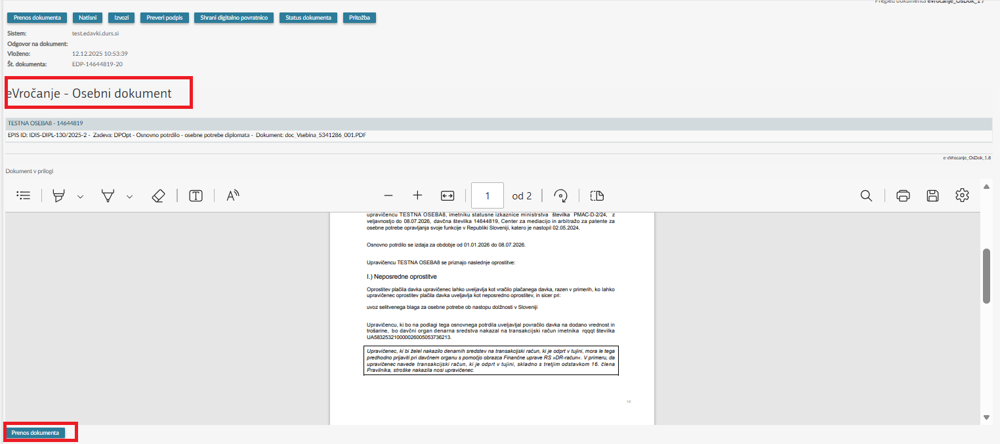 Pregled dokumenta eVrocanje_OsDok_1
Prenos dokumenta Natisni Izvozi Preveri podpis Shrani digitalno povratnico Status dokumenta Pritožba
Sistem: test.edavki.durs.si
Odgovor na dokument:
Vloženo: 12.12.2025 10:53:39
Št. dokumenta: EDP-14644819-20
eVročanje - Osebni dokument
TESTNA OSEBA8 - 14644819
EPIS ID: IDIS-DIPL-130/2025-2 - Zadeva: DPOpt - Osnovno potrdilo - osebne potrebe diplomata - Dokument: doc_Vsebina_5341286_001.PDF
e-eVrocanje_OsDok_1.8
Dokument v prilogi
1 od 2
upravičencu TESTNA OSEBA8, imetniku statusne izkaznice ministrstva številka PMAC-D-2/24, z
veljavnostjo do 08.07.2026, davčna številka 14644819, Center za mediacijo in arbitražo za patente za
osebne potrebe opravljanja svoje funkcije v Republiki Sloveniji, katero je nastopil 02.05.2024.
Osnovno potrdilo se izdaja za obdobje od 01.01.2026 do 08.07.2026.
Upravičencu TESTNA OSEBA8 se priznajo naslednje oprostitve:
I.) Neposredne oprostitve
Oprostitev plačila davka upravičenec lahko uveljavlja kot vračilo plačanega davka, razen v primerih, ko lahko
upravičenec oprostitev plačila davka uveljavlja kot neposredno oprostitev, in sicer pri:
uvoz selitvenega blaga za osebne potrebe ob nastopu dolžnosti v Sloveniji
Upravičencu, ki bo na podlagi tega osnovnega potrdila uveljavljal povračilo davka na dodano vrednost in
trošarine, bo davčni organ denarna sredstva nakazal na transakcijski račun imetnika rqqqt številka
UA583253210000026005053736213.
Upravičenec, ki bi želel nakazilo denarnih sredstev na transakcijski račun, ki je odprt v tujini, mora le tega
predhodno prijaviti pri davčnem organu s pomočjo obrazca Finančne uprave RS »DR-račun«. V primeru, da
upravičenec navede transakcijski račun, ki je odprt v tujini, skladno s tretjim odstavkom 16. člena
Pravilnika, stroške nakazila nosi upravičenec.
Prenos dokumenta